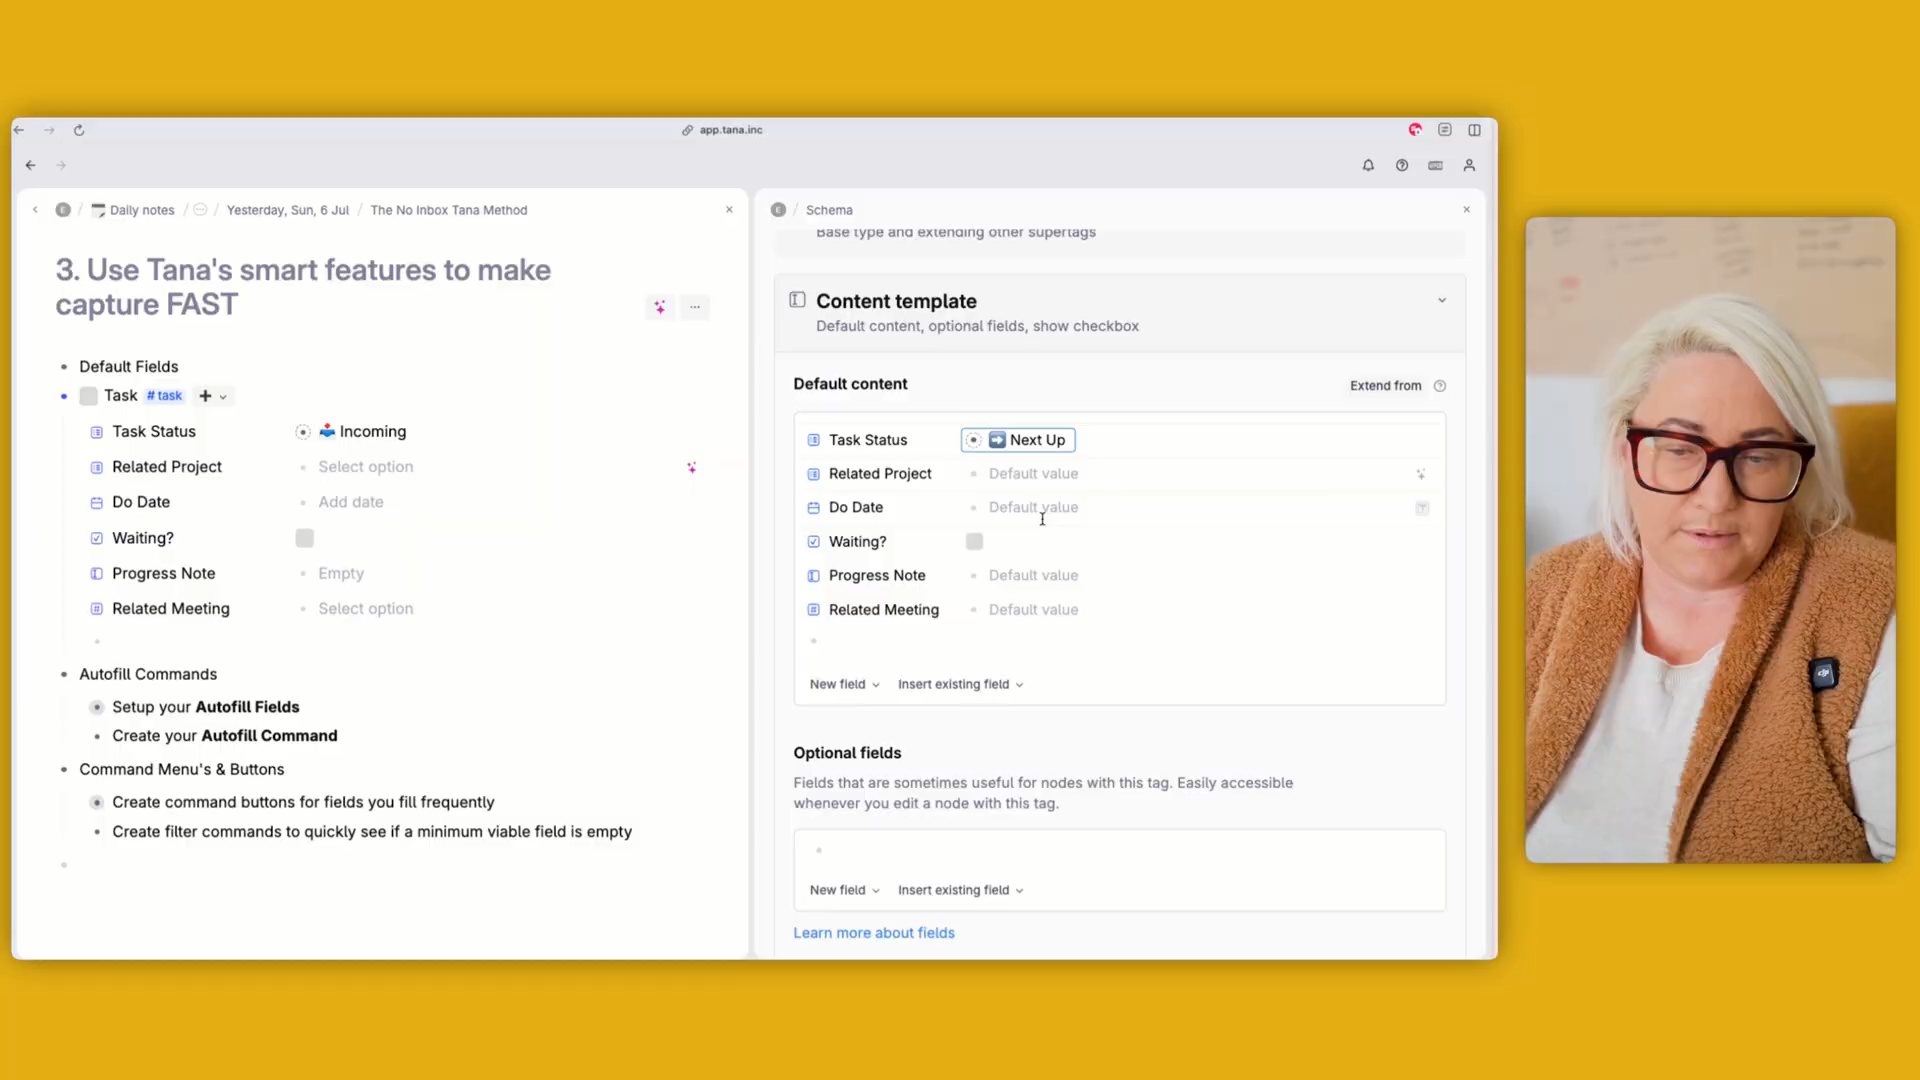 app.tana.inc
E / Daily notes / / Yesterday, Sun, 6 Jul / The No Inbox Tana Method
3. Use Tana's smart features to make
capture FAST
Default Fields
Task # task
Task Status Incoming
Related Project Select option
Do Date Add date
Waiting?
Progress Note Empty
Related Meeting Select option
Autofill Commands
Setup your Autofill Fields
Create your Autofill Command
Command Menu's & Buttons
Create command buttons for fields you fill frequently
Create filter commands to quickly see if a minimum viable field is empty
E / Schema
Base type and extending other supertags
Content template
Default content, optional fields, show checkbox
Default content Extend from
Task Status Next Up
Related Project Default value
Do Date Default value
Waiting?
Progress Note Default value
Related Meeting Default value
New field Insert existing field
Optional fields
Fields that are sometimes useful for nodes with this tag. Easily accessible
whenever you edit a node with this tag.
New field Insert existing field
Learn more about fields
dji